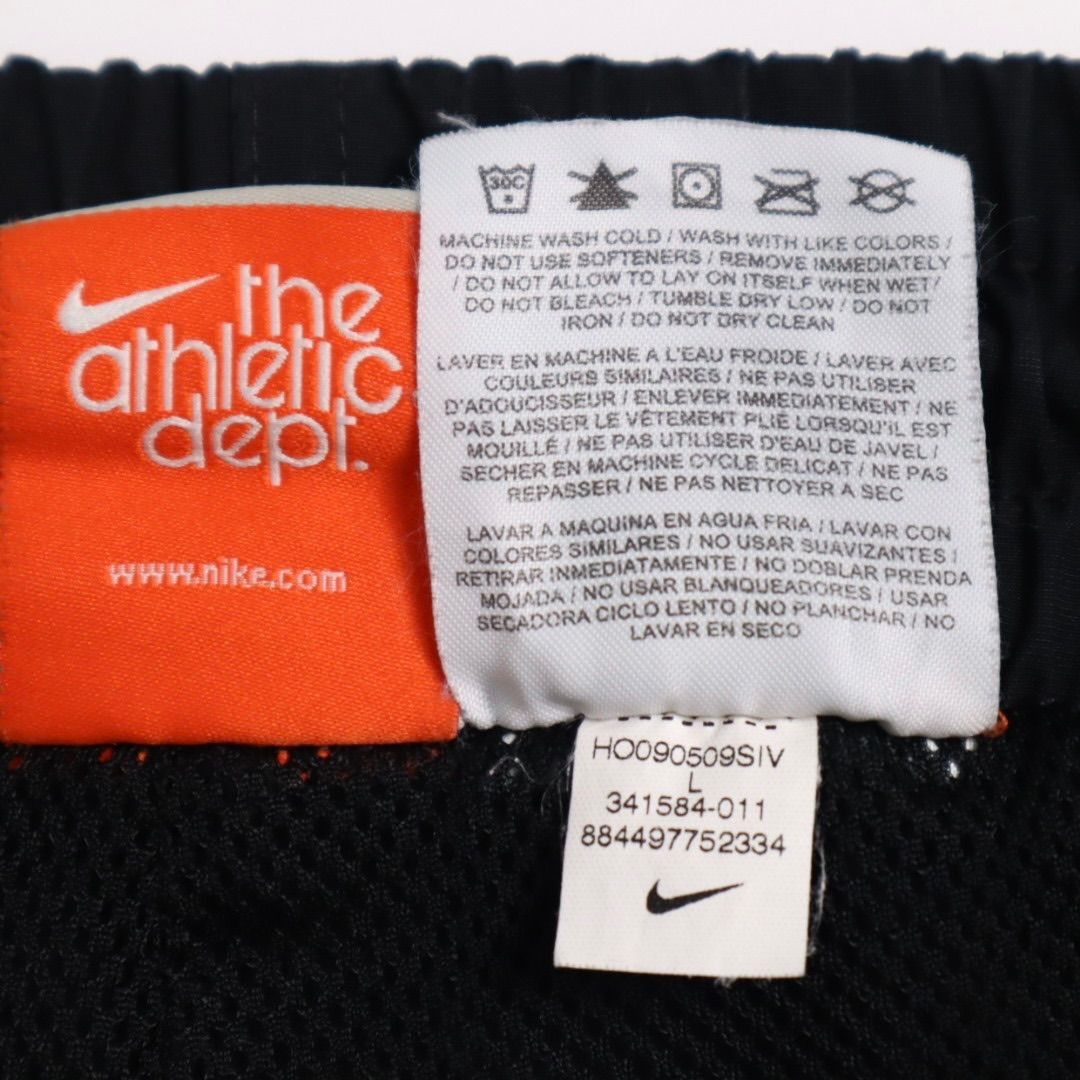 the
athletic
dept.
www.nike.com
30C
MACHINE WASH COLD / WASH WITH LIKE COLORS /
DO NOT USE SOFTENERS / REMOVE IMMEDIATELY
/ DO NOT ALLOW TO LAY ON ITSELF WHEN WET /
DO NOT BLEACH / TUMBLE DRY LOW / DO NOT
IRON / DO NOT DRY CLEAN
LAVER EN MACHINE A L'EAU FROIDE / LAVER AVEC
COULEURS SIMILAIRES / NE PAS UTILISER
D'ADOUCISSEUR / ENLEVER IMMEDIATEMENT / NE
PAS LAISSER LE VÊTEMENT PLIÉ LORSQU'IL EST
MOUILLÉ / NE PAS UTILISER D'EAU DE JAVEL /
SECHER EN MACHINE CYCLE DELICAT / NE PAS
REPASSER / NE PAS NETTOYER A SEC
LAVAR A MAQUINA EN AGUA FRIA / LAVAR CON
COLORES SIMILARES / NO USAR SUAVIZANTES /
RETIRAR INMEDIATAMENTE / NO DOBLAR PRENDA
MOJADA / NO USAR BLANQUEADORES / USAR
SECADORA CICLO LENTO / NO PLANCHAR / NO
LAVAR EN SECO
HO090509SIV
L
341584-011
884497752334